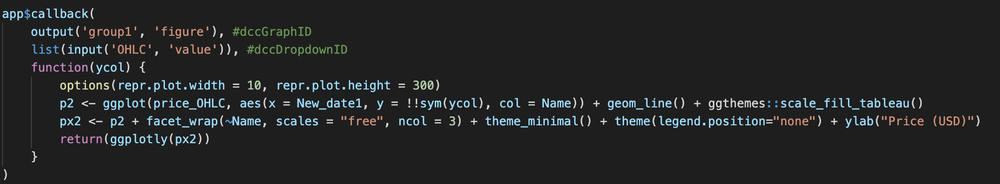 app$callback(
    output('group1', 'figure'), #dccGraphID
    list(input('OHLC', 'value')), #dccDropdownID
    function(ycol) {
        options(repr.plot.width = 10, repr.plot.height = 300)
        p2 <- ggplot(price_OHLC, aes(x = New_date1, y = !!sym(ycol), col = Name)) + geom_line() + ggthemes::scale_fill_tableau()
        px2 <- p2 + facet_wrap(~Name, scales = "free", ncol = 3) + theme_minimal() + theme(legend.position="none") + ylab("Price (USD)")
        return(ggplotly(px2))
    }
)